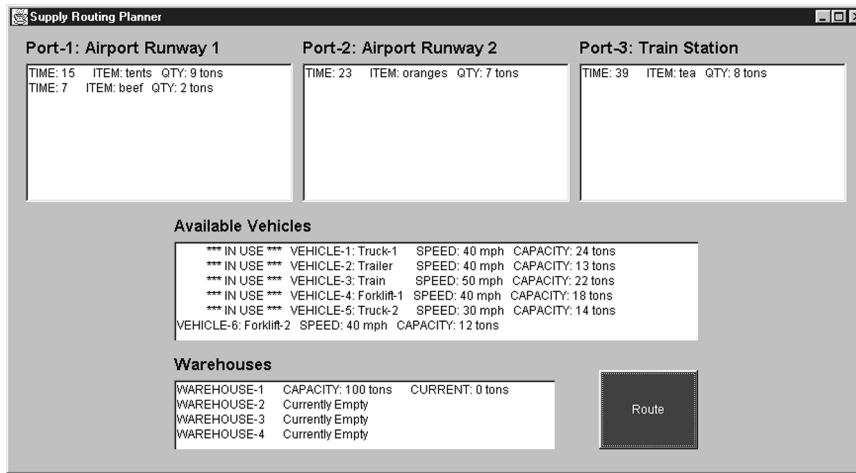 Supply Routing Planner
Port-1: Airport Runway 1
TIME: 15 ITEM: tents QTY: 9 tons
TIME: 7 ITEM: beef QTY: 2 tons
Port-2: Airport Runway 2
TIME: 23 ITEM: oranges QTY: 7 tons
Port-3: Train Station
TIME: 39 ITEM: tea QTY: 8 tons
Available Vehicles
*** IN USE *** VEHICLE-1: Truck-1 SPEED: 40 mph CAPACITY: 24 tons
*** IN USE *** VEHICLE-2: Trailer SPEED: 40 mph CAPACITY: 13 tons
*** IN USE *** VEHICLE-3: Train SPEED: 50 mph CAPACITY: 22 tons
*** IN USE *** VEHICLE-4: Forklift-1 SPEED: 40 mph CAPACITY: 18 tons
*** IN USE *** VEHICLE-5: Truck-2 SPEED: 30 mph CAPACITY: 14 tons
VEHICLE-6: Forklift-2 SPEED: 40 mph CAPACITY: 12 tons
Warehouses
WAREHOUSE-1 CAPACITY: 100 tons CURRENT: 0 tons
WAREHOUSE-2 Currently Empty
WAREHOUSE-3 Currently Empty
WAREHOUSE-4 Currently Empty
Route